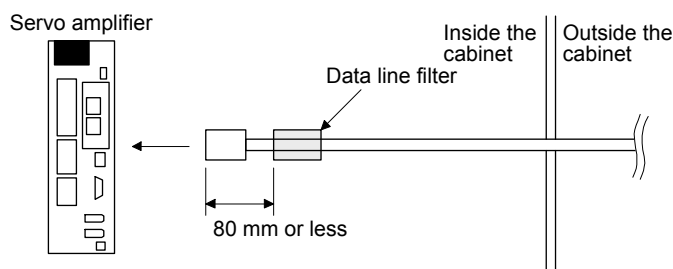 Servo amplifier
Inside the
cabinet
Outside the
cabinet
Data line filter
80 mm or less